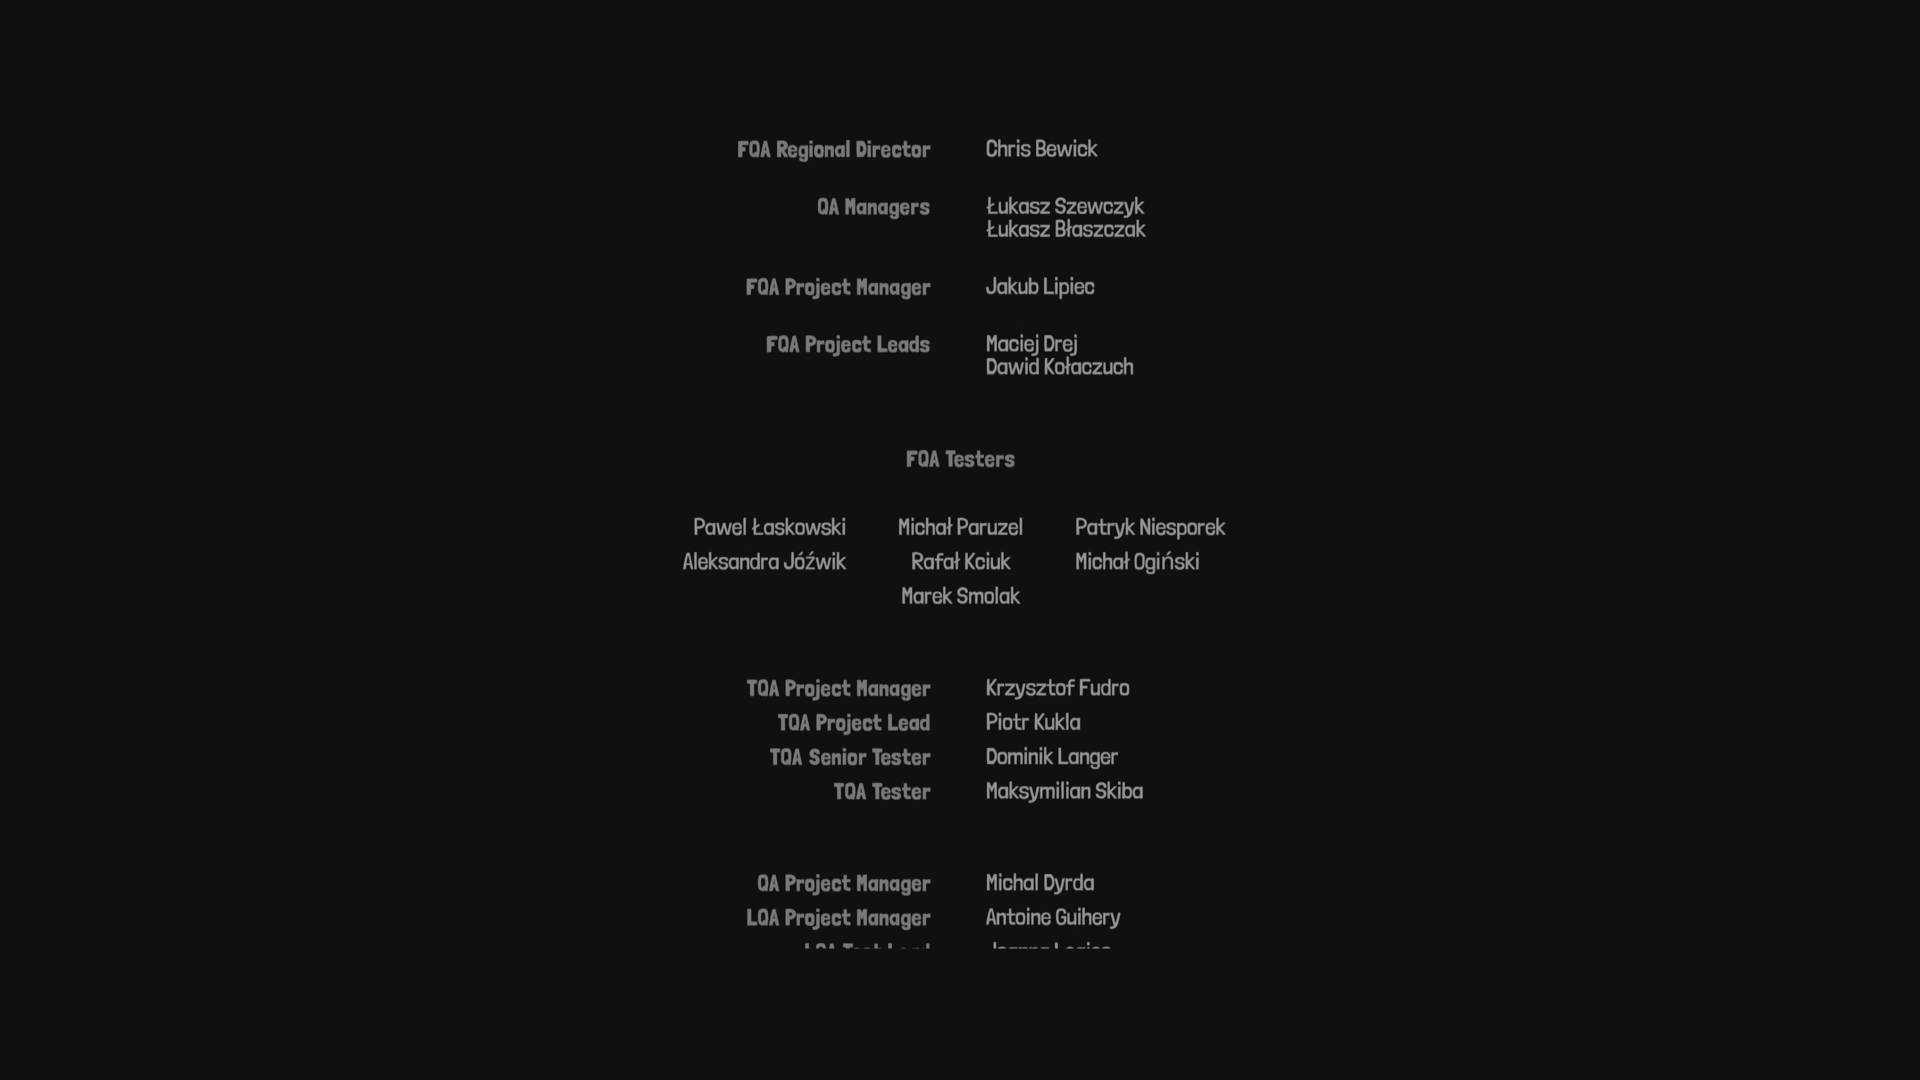 FQA Regional Director Chris Bewick
QA Managers Łukasz Szewczyk
Łukasz Błaszczak
FQA Project Manager Jakub Lipiec
FQA Project Leads Maciej Drej
Dawid Kołaczuch
FQA Testers
Pawel Łaskowski Michał Paruzel Patryk Niesporek
Aleksandra Jóźwik Rafał Kciuk Michał Ogiński
Marek Smolak
TQA Project Manager Krzysztof Fudro
TQA Project Lead Piotr Kukla
TQA Senior Tester Dominik Langer
TQA Tester Maksymilian Skiba
QA Project Manager Michal Dyrda
LQA Project Manager Antoine Guihery